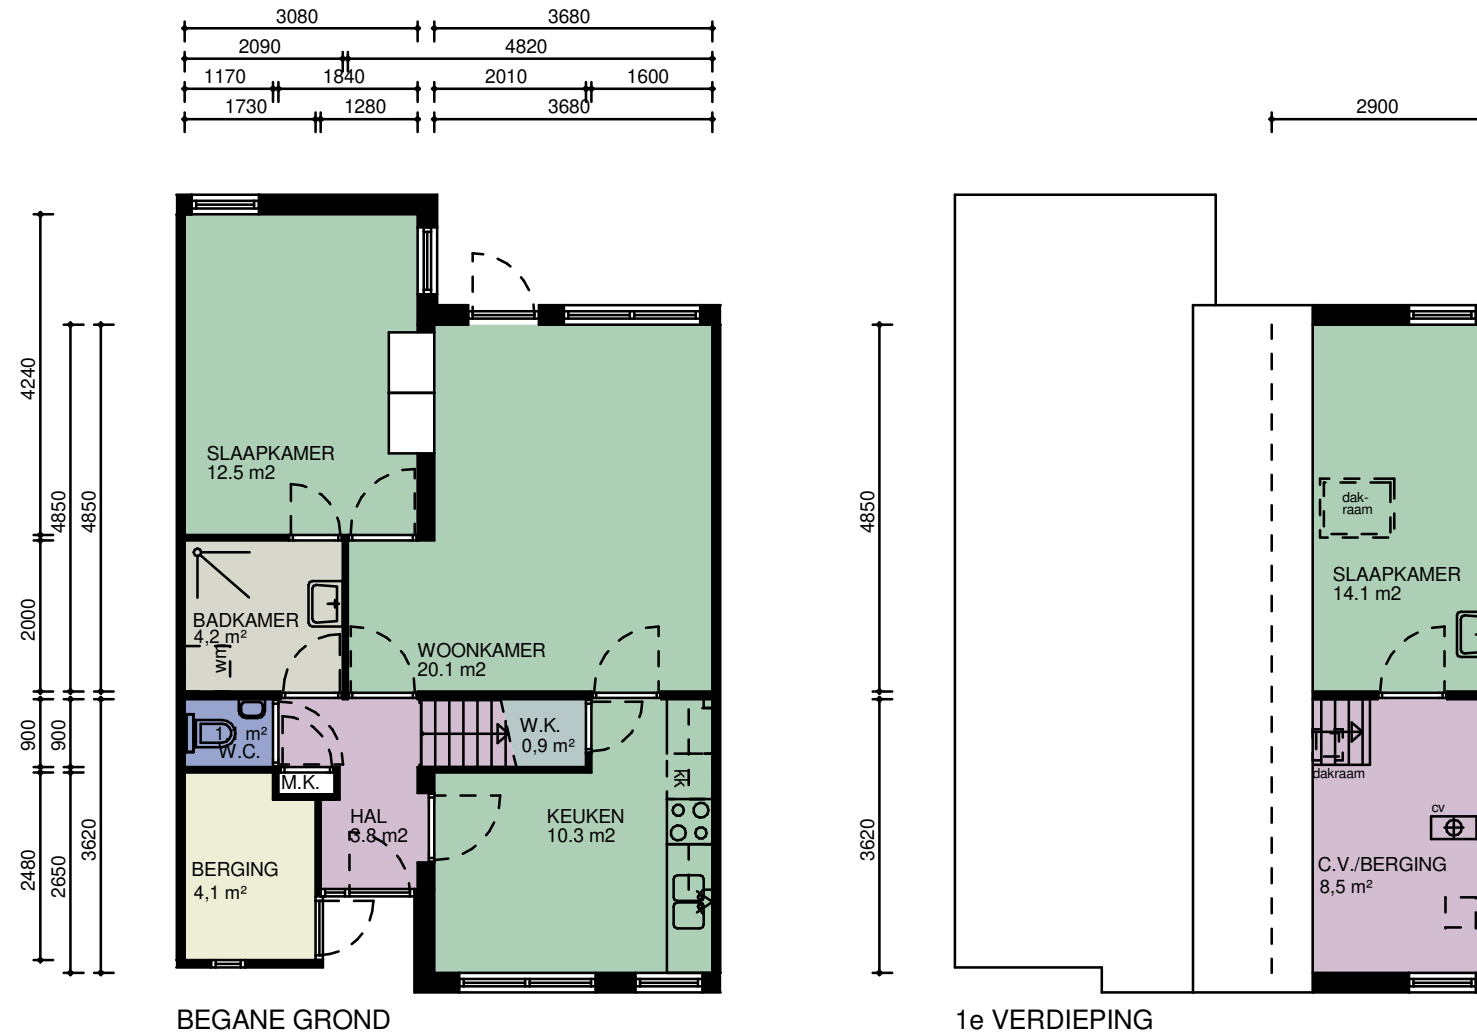 3080 3680
2090 4820
1170 1840 2010 1600
1730 1280 3680
2900
4240
4850
4850
2000
900
900
2480
2650
3620
SLAAPKAMER
12.5 m2
BADKAMER
4,2 m²
wm
WOONKAMER
20.1 m2
m²
W.C.
W.K.
0,9 m²
M.K.
KK
HAL
3.8 m2
KEUKEN
10.3 m2
BERGING
4,1 m²
BEGANE GROND
4850
3620
dak-
raam
SLAAPKAMER
14.1 m2
dakraam
cv
C.V./BERGING
8,5 m²
1e VERDIEPING